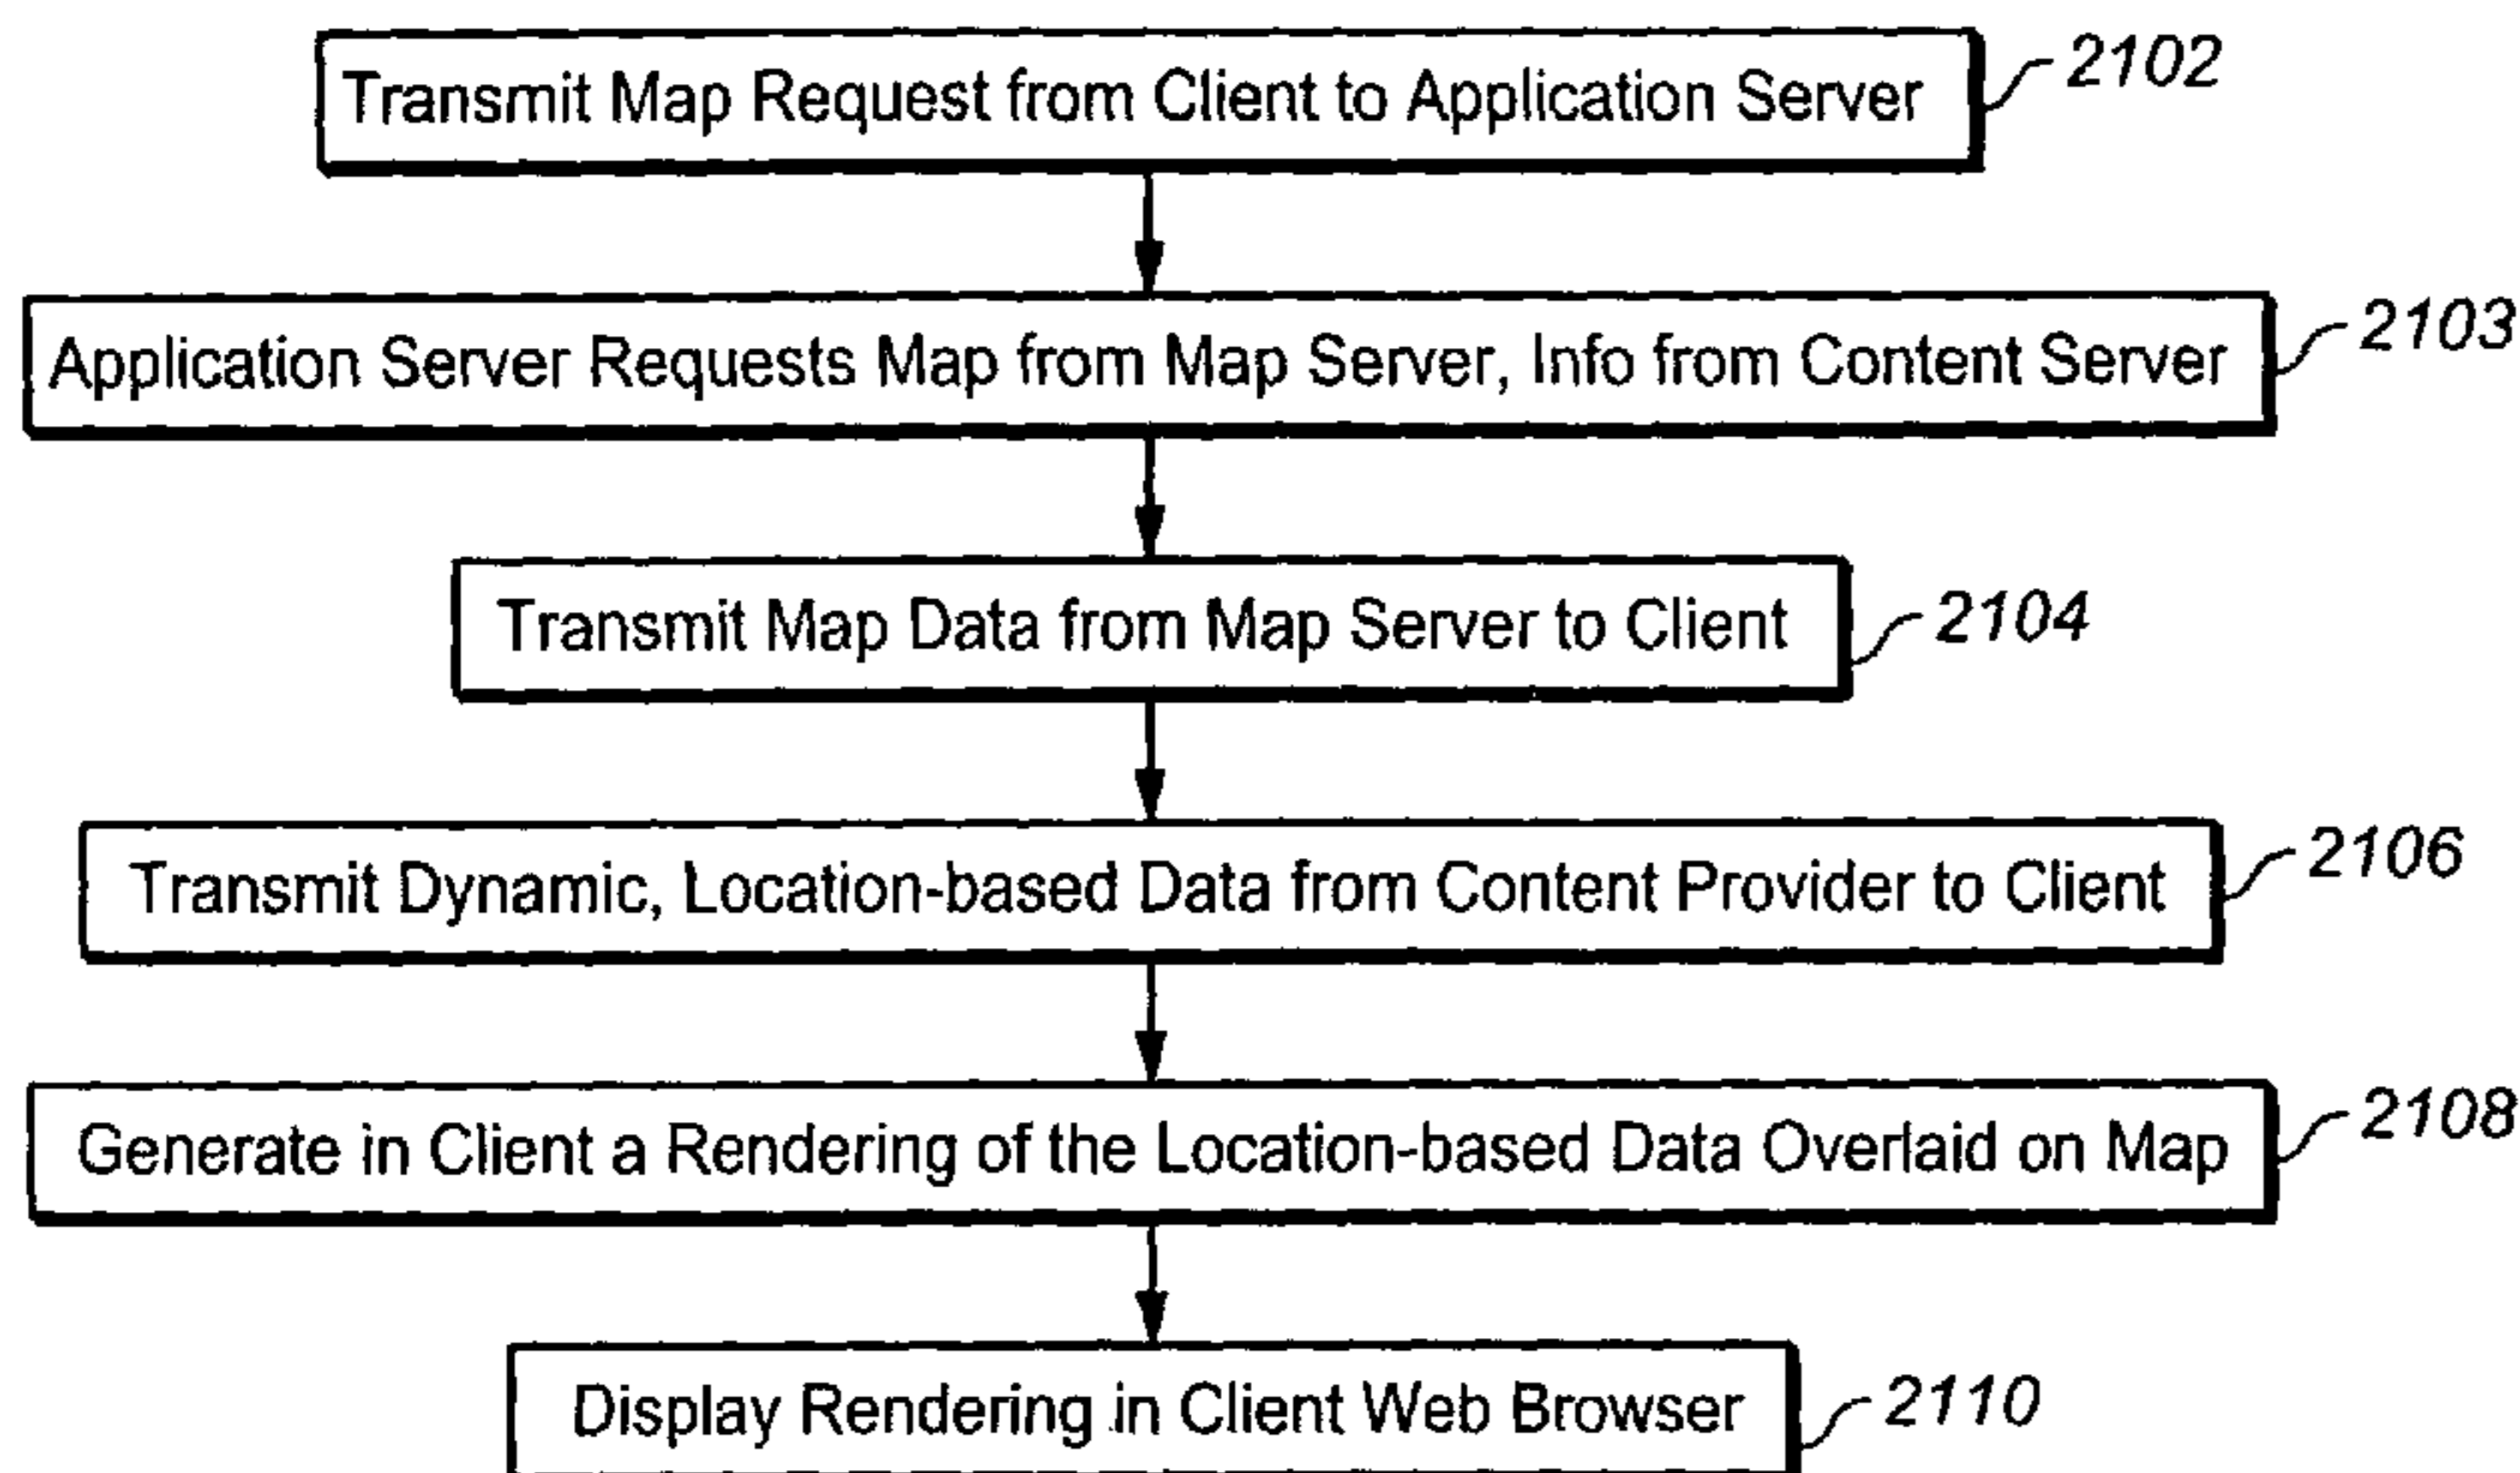 Transmit Map Request from Client to Application Server
2102
Application Server Requests Map from Map Server, Info from Content Server
2103
Transmit Map Data from Map Server to Client
2104
Transmit Dynamic, Location-based Data from Content Provider to Client
2106
Generate in Client a Rendering of the Location-based Data Overlaid on Map
2108
Display Rendering in Client Web Browser
2110